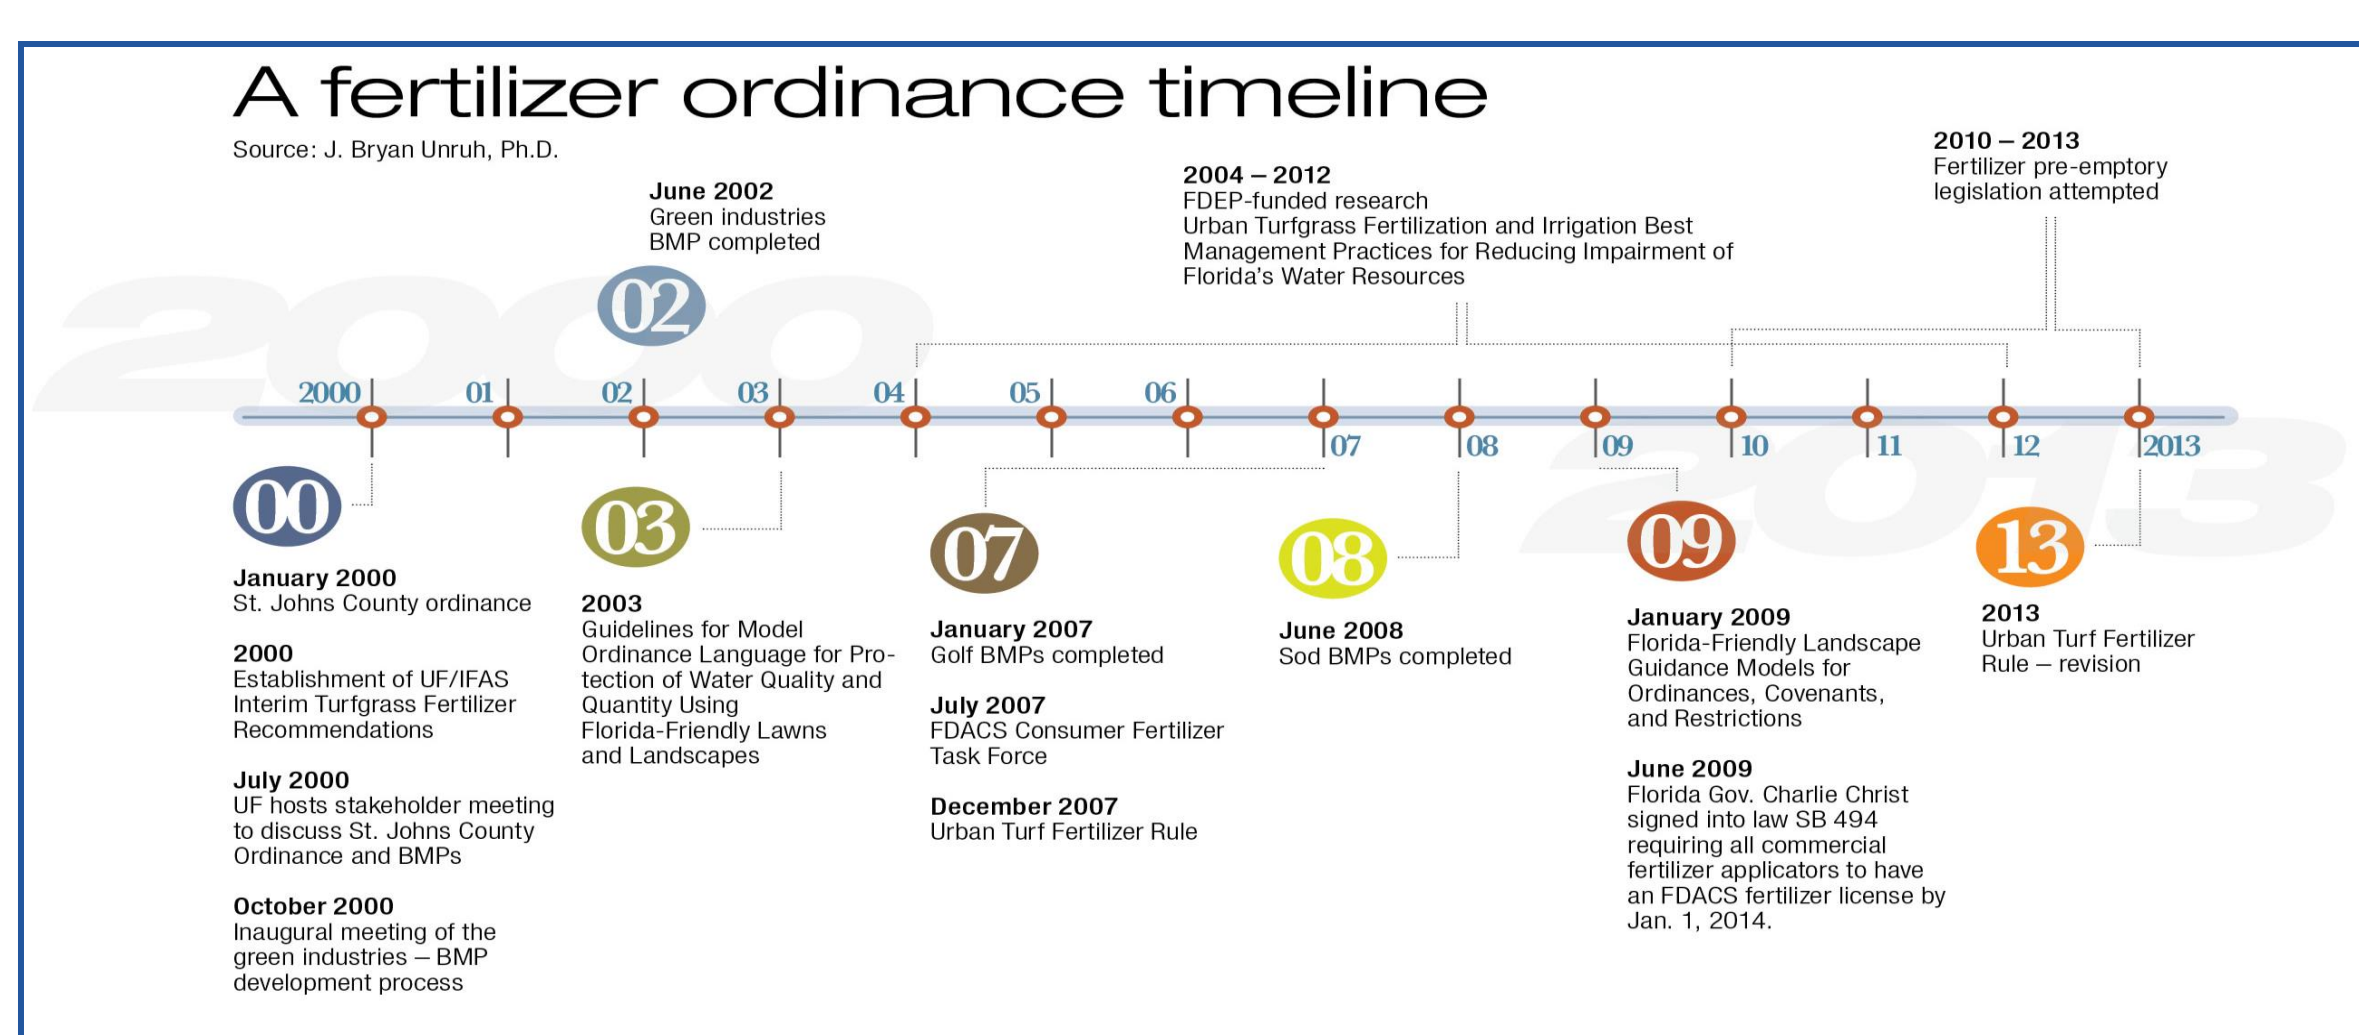 A fertilizer ordinance timeline
Source: J. Bryan Unruh, Ph.D.
June 2002
Green industries
BMP completed
02
2004 – 2012
FDEP-funded research
Urban Turfgrass Fertilization and Irrigation Best
Management Practices for Reducing Impairment of
Florida's Water Resources
2010 – 2013
Fertilizer pre-emptory
legislation attempted
2000
2000 01 02 03 04 05 06
07 08 09 10 11 12 2013
2013
00
January 2000
St. Johns County ordinance
2000
Establishment of UF/IFAS
Interim Turfgrass Fertilizer
Recommendations
July 2000
UF hosts stakeholder meeting
to discuss St. Johns County
Ordinance and BMPs
October 2000
Inaugural meeting of the
green industries – BMP
development process
03
2003
Guidelines for Model
Ordinance Language for Pro-
tection of Water Quality and
Quantity Using
Florida-Friendly Lawns
and Landscapes
07
January 2007
Golf BMPs completed
July 2007
FDACS Consumer Fertilizer
Task Force
December 2007
Urban Turf Fertilizer Rule
08
June 2008
Sod BMPs completed
09
January 2009
Florida-Friendly Landscape
Guidance Models for
Ordinances, Covenants,
and Restrictions
June 2009
Florida Gov. Charlie Christ
signed into law SB 494
requiring all commercial
fertilizer applicators to have
an FDACS fertilizer license by
Jan. 1, 2014.
13
2013
Urban Turf Fertilizer
Rule – revision